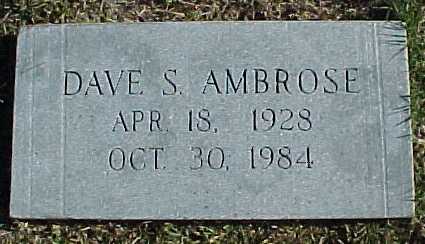 DAVE S. AMBROSE
APR. 18, 1928
OCT. 30, 1984